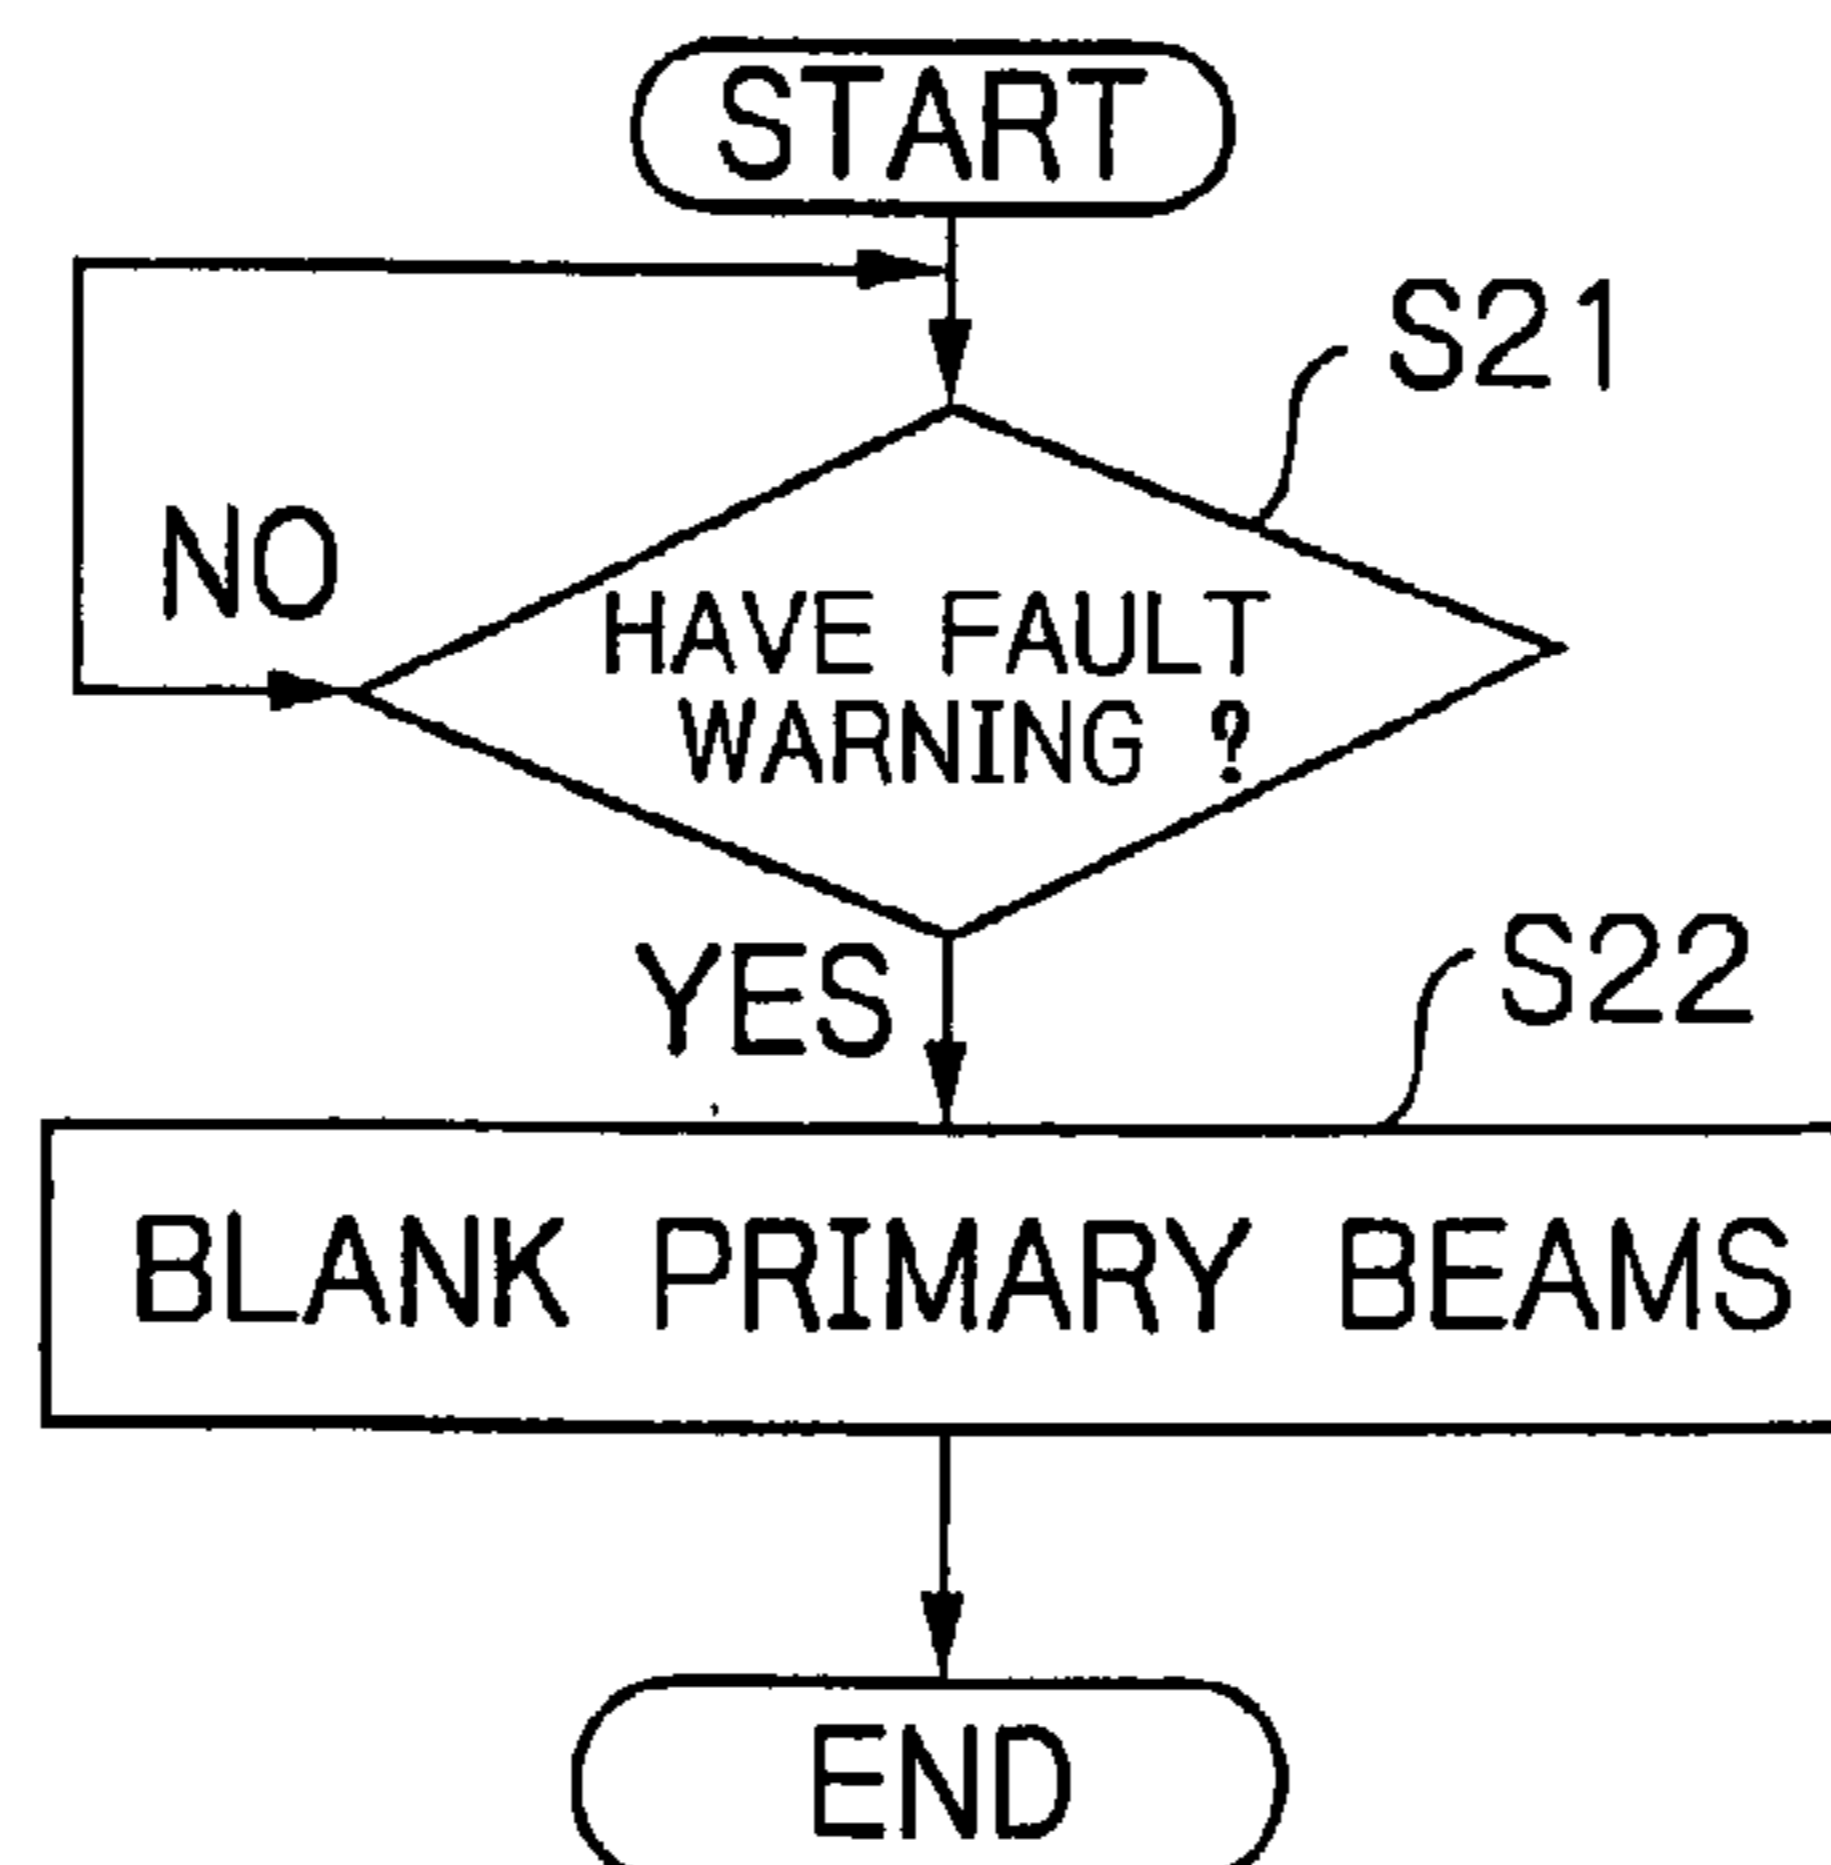 START
S21
NO
HAVE FAULT
WARNING ?
YES
S22
BLANK PRIMARY BEAMS
END